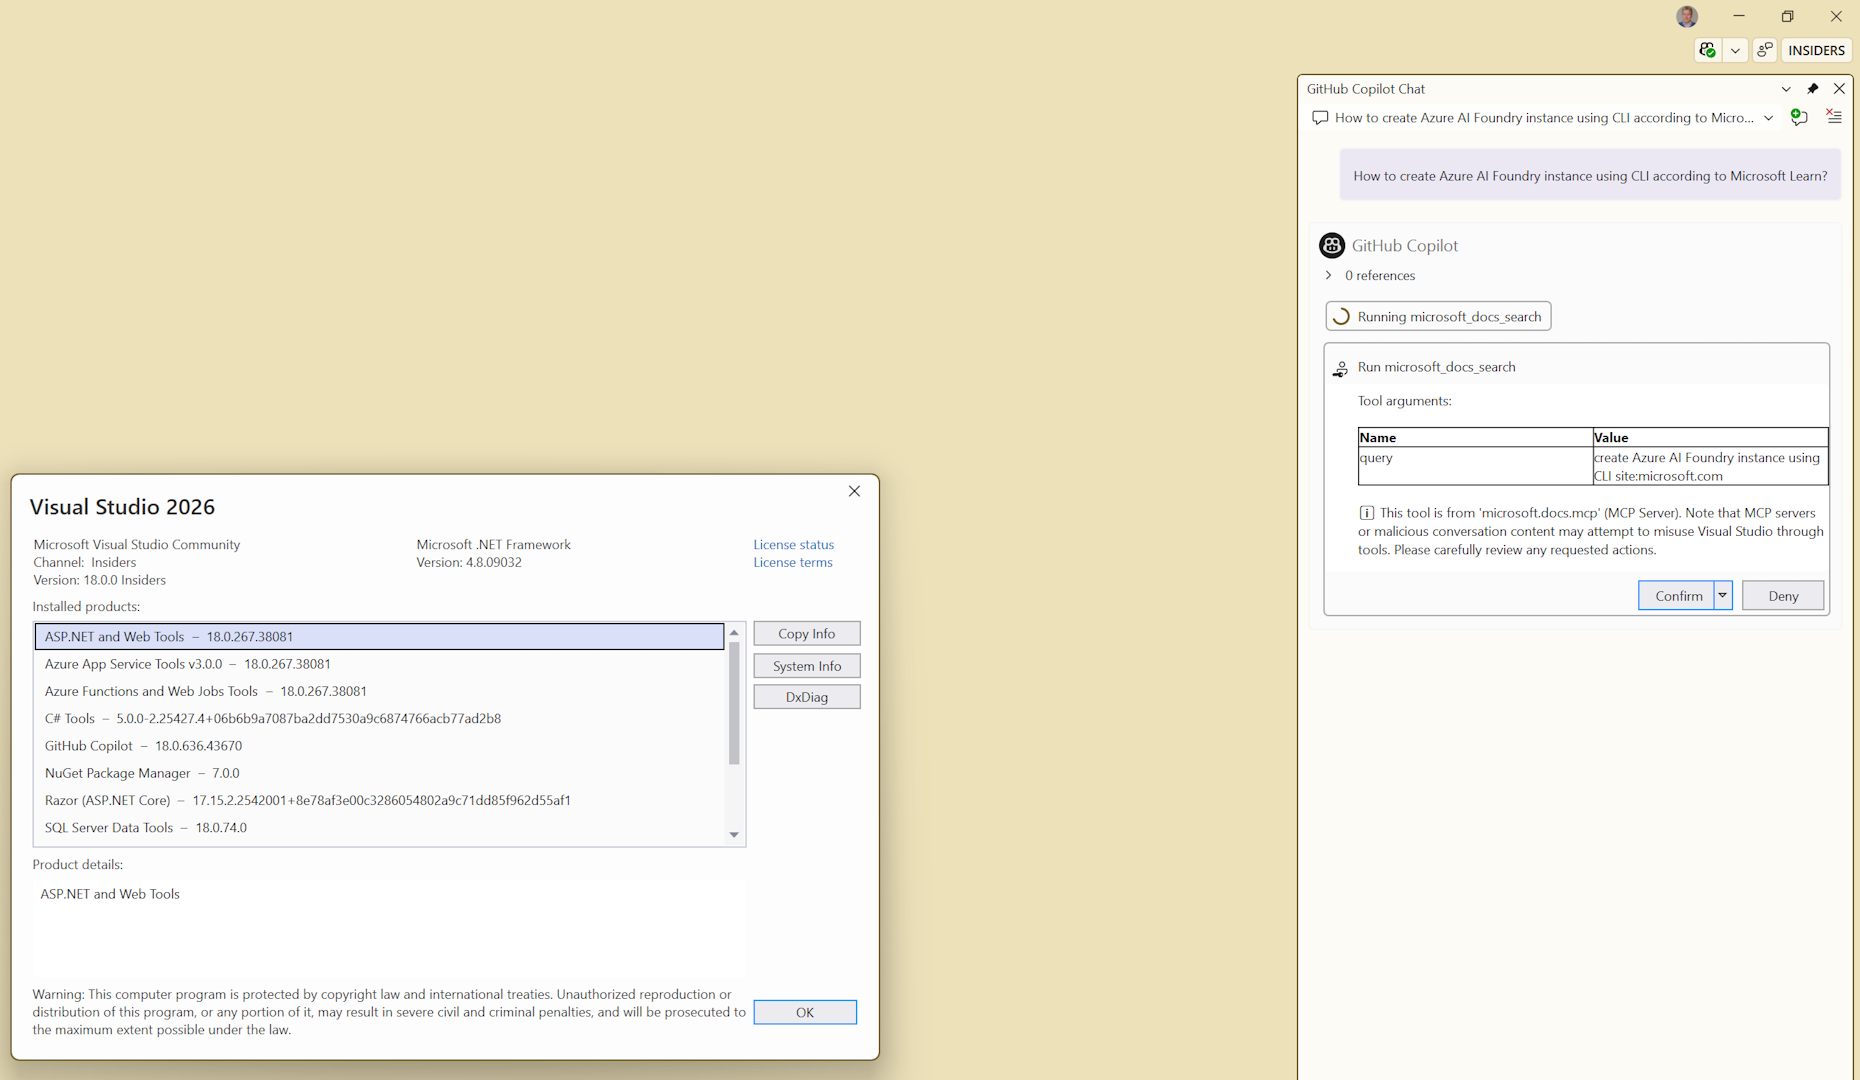 INSIDERS
GitHub Copilot Chat
How to create Azure AI Foundry instance using CLI according to Micro...
How to create Azure AI Foundry instance using CLI according to Microsoft Learn?
GitHub Copilot
0 references
Running microsoft_docs_search
Run microsoft_docs_search
Tool arguments:
Name Value
query create Azure AI Foundry instance using
CLI site:microsoft.com
This tool is from 'microsoft.docs.mcp' (MCP Server). Note that MCP servers
or malicious conversation content may attempt to misuse Visual Studio through
tools. Please carefully review any requested actions.
Confirm Deny
Visual Studio 2026
Microsoft Visual Studio Community
Channel: Insiders
Version: 18.0.0 Insiders
Microsoft .NET Framework
Version: 4.8.09032
License status
License terms
Installed products:
ASP.NET and Web Tools – 18.0.267.38081
Azure App Service Tools v3.0.0 – 18.0.267.38081
Azure Functions and Web Jobs Tools – 18.0.267.38081
C# Tools – 5.0.0-2.25427.4+06b6b9a7087ba2dd7530a9c6874766acb77ad2b8
GitHub Copilot – 18.0.636.43670
NuGet Package Manager – 7.0.0
Razor (ASP.NET Core) – 17.15.2.2542001+8e78af3e00c3286054802a9c71dd85f962d55af1
SQL Server Data Tools – 18.0.74.0
Copy Info
System Info
DxDiag
Product details:
ASP.NET and Web Tools
Warning: This computer program is protected by copyright law and international treaties. Unauthorized reproduction or
distribution of this program, or any portion of it, may result in severe civil and criminal penalties, and will be prosecuted to
the maximum extent possible under the law.
OK